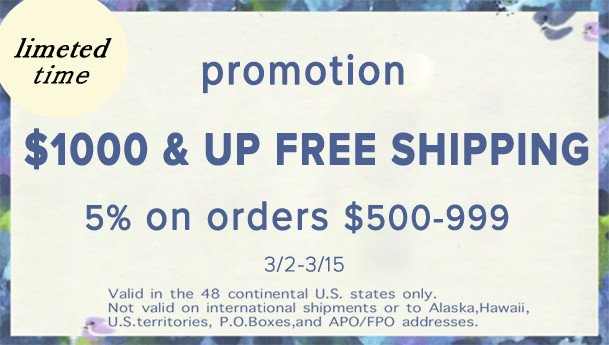 limeted
time
promotion
$1000 & UP FREE SHIPPING
5% on orders $500-999
3/2-3/15
Valid in the 48 continental U.S. states only.
Not valid on international shipments or to Alaska,Hawaii,
U.S.territories, P.O.Boxes,and APO/FPO addresses.